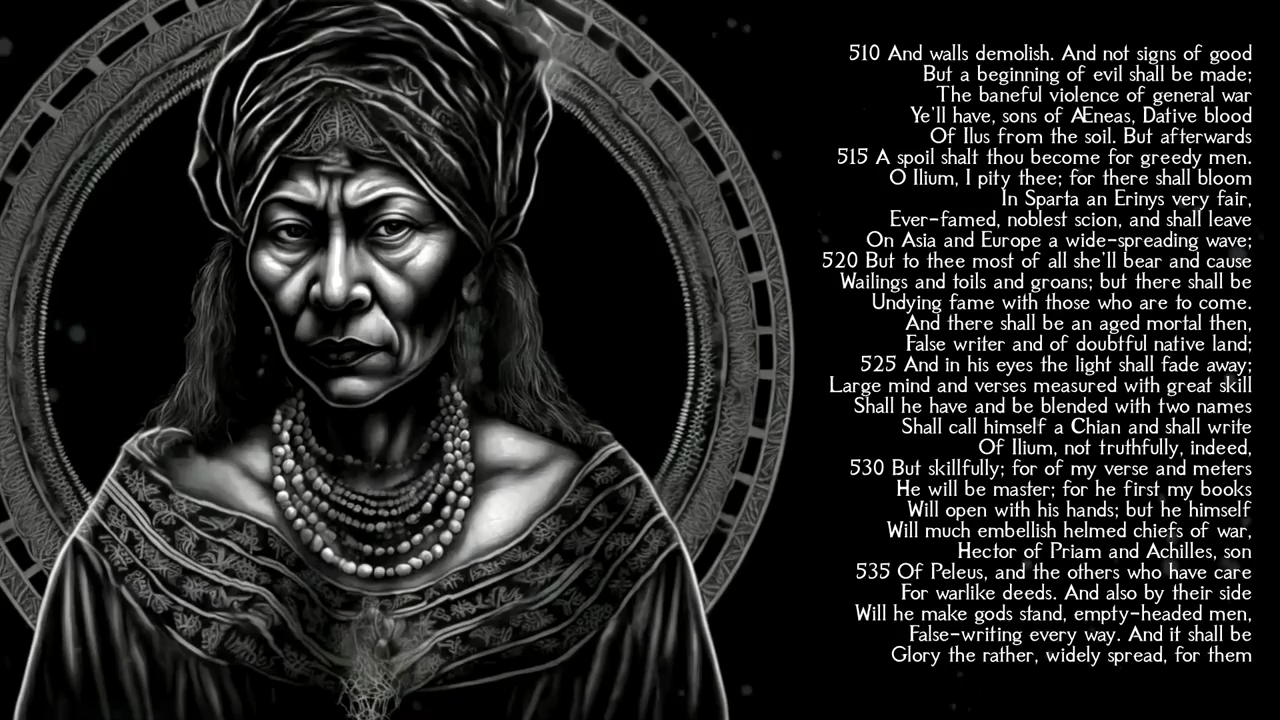 510 And walls demolish. And not signs of good
But a beginning of evil shall be made;
The baneful violence of general war
Ye'll have, sons of Æneas, Dative blood
Of Ilus from the soil. But afterwards
515 A spoil shalt thou become for greedy men.
O Ilium, I pity thee; for there shall bloom
In Sparta an Erinys very fair,
Ever-famed, noblest scion, and shall leave
On Asia and Europe a wide-spreading wave;
520 But to thee most of all she'll bear and cause
Wailings and toils and groans; but there shall be
Undying fame with those who are to come.
And there shall be an aged mortal then,
False writer and of doubtful native land;
525 And in his eyes the light shall fade away;
Large mind and verses measured with great skill
Shall he have and be blended with two names
Shall call himself a Chian and shall write
Of Ilium, not truthfully, indeed,
530 But skillfully; for of my verse and meters
He will be master; for he first my books
Will open with his hands; but he himself
Will much embellish helmed chiefs of war,
Hector of Priam and Achilles, son
535 Of Peleus, and the others who have care
For warlike deeds. And also by their side
Will he make gods stand, empty-headed men,
False-writing every way. And it shall be
Glory the rather, widely spread, for them